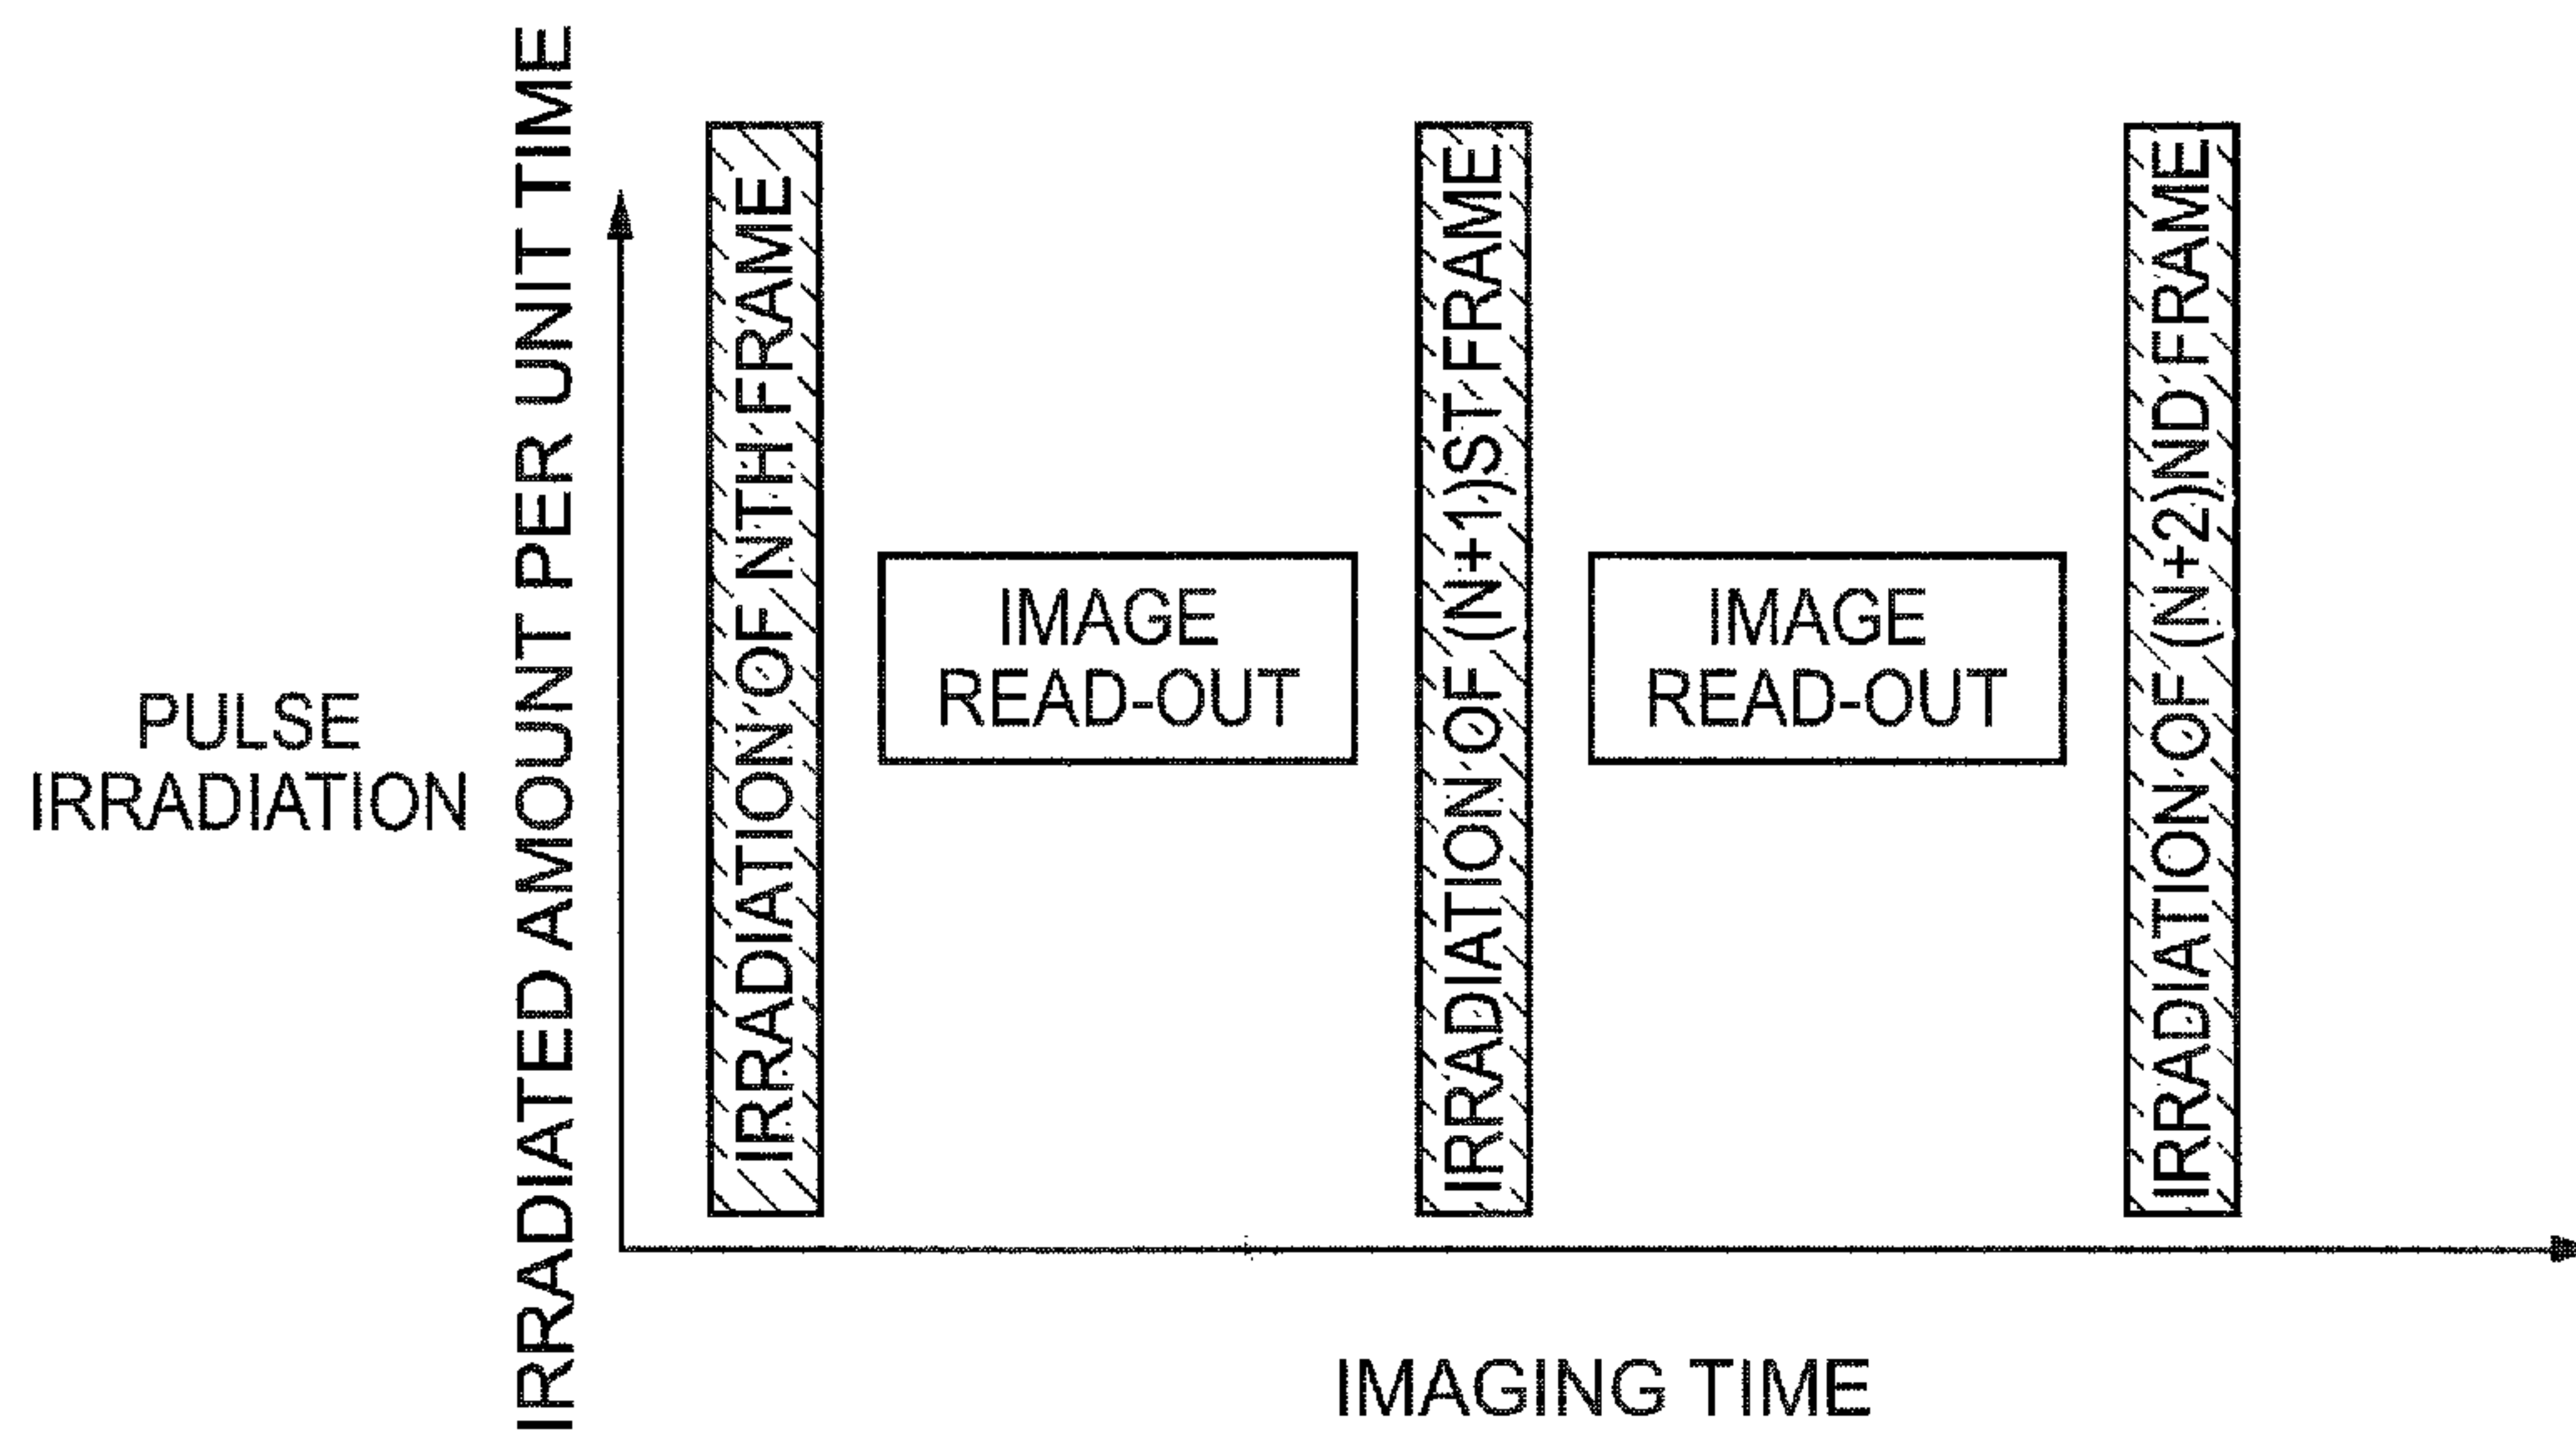 PULSE
IRRADIATION
IRRADIATED AMOUNT PER UNIT TIME
IRRADIATION OF NTH FRAME
IMAGE
READ-OUT
IRRADIATION OF (N+1)ST FRAME
IMAGE
READ-OUT
IRRADIATION OF (N+2)ND FRAME
IMAGING TIME